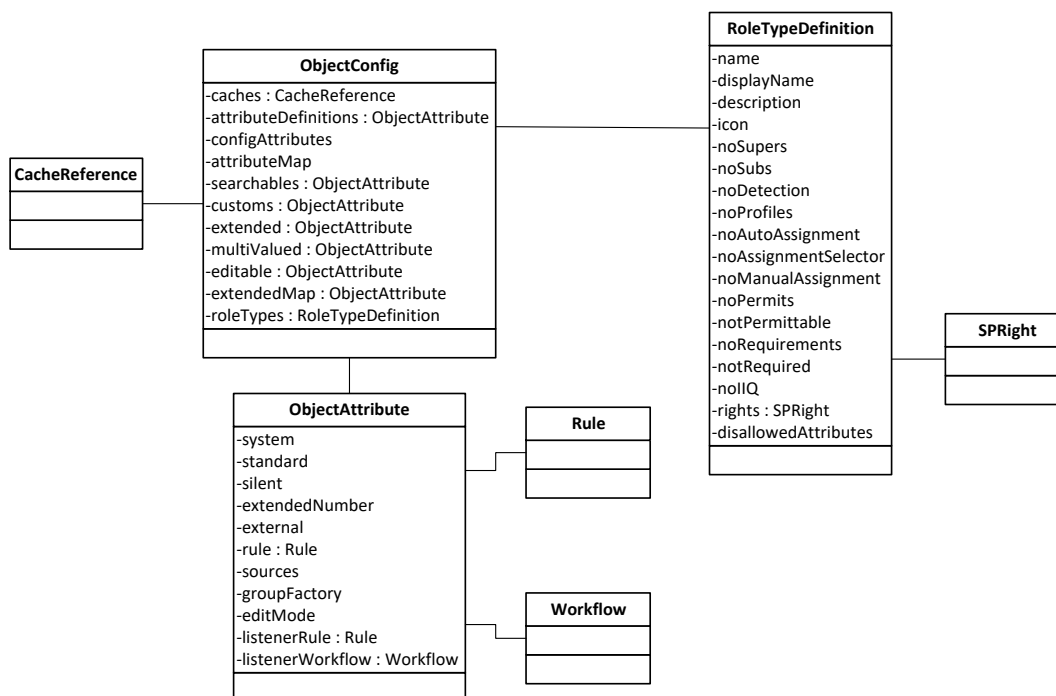 ObjectConfig
-caches : CacheReference
-attributeDefinitions : ObjectAttribute
-configAttributes
-attributeMap
-searchables : ObjectAttribute
-customs : ObjectAttribute
-extended : ObjectAttribute
-multiValued : ObjectAttribute
-editable : ObjectAttribute
-extendedMap : ObjectAttribute
-roleTypes : RoleTypeDefinition
RoleTypeDefinition
-name
-displayName
-description
-icon
-noSupers
-noSubs
-noDetection
-noProfiles
-noAutoAssignment
-noAssignmentSelector
-noManualAssignment
-noPermits
-notPermittable
-noRequirements
-notRequired
-noIIQ
-rights : SPRight
-disallowedAttributes
CacheReference
SPRight
ObjectAttribute
-system
-standard
-silent
-extendedNumber
-external
-rule : Rule
-sources
-groupFactory
-editMode
-listenerRule : Rule
-listenerWorkflow : Workflow
Rule
Workflow